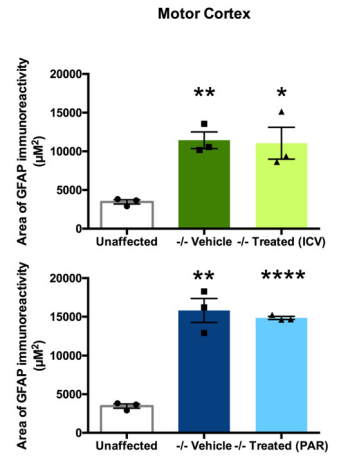 Motor Cortex
Area of GFAP immunoreactivity
(µM²)
20000
15000
10000
5000
0
**
*
Unaffected
-/- Vehicle
-/- Treated (ICV)
Area of GFAP immunoreactivity
(µM²)
20000
15000
10000
5000
0
**
****
Unaffected
-/- Vehicle
-/- Treated (PAR)